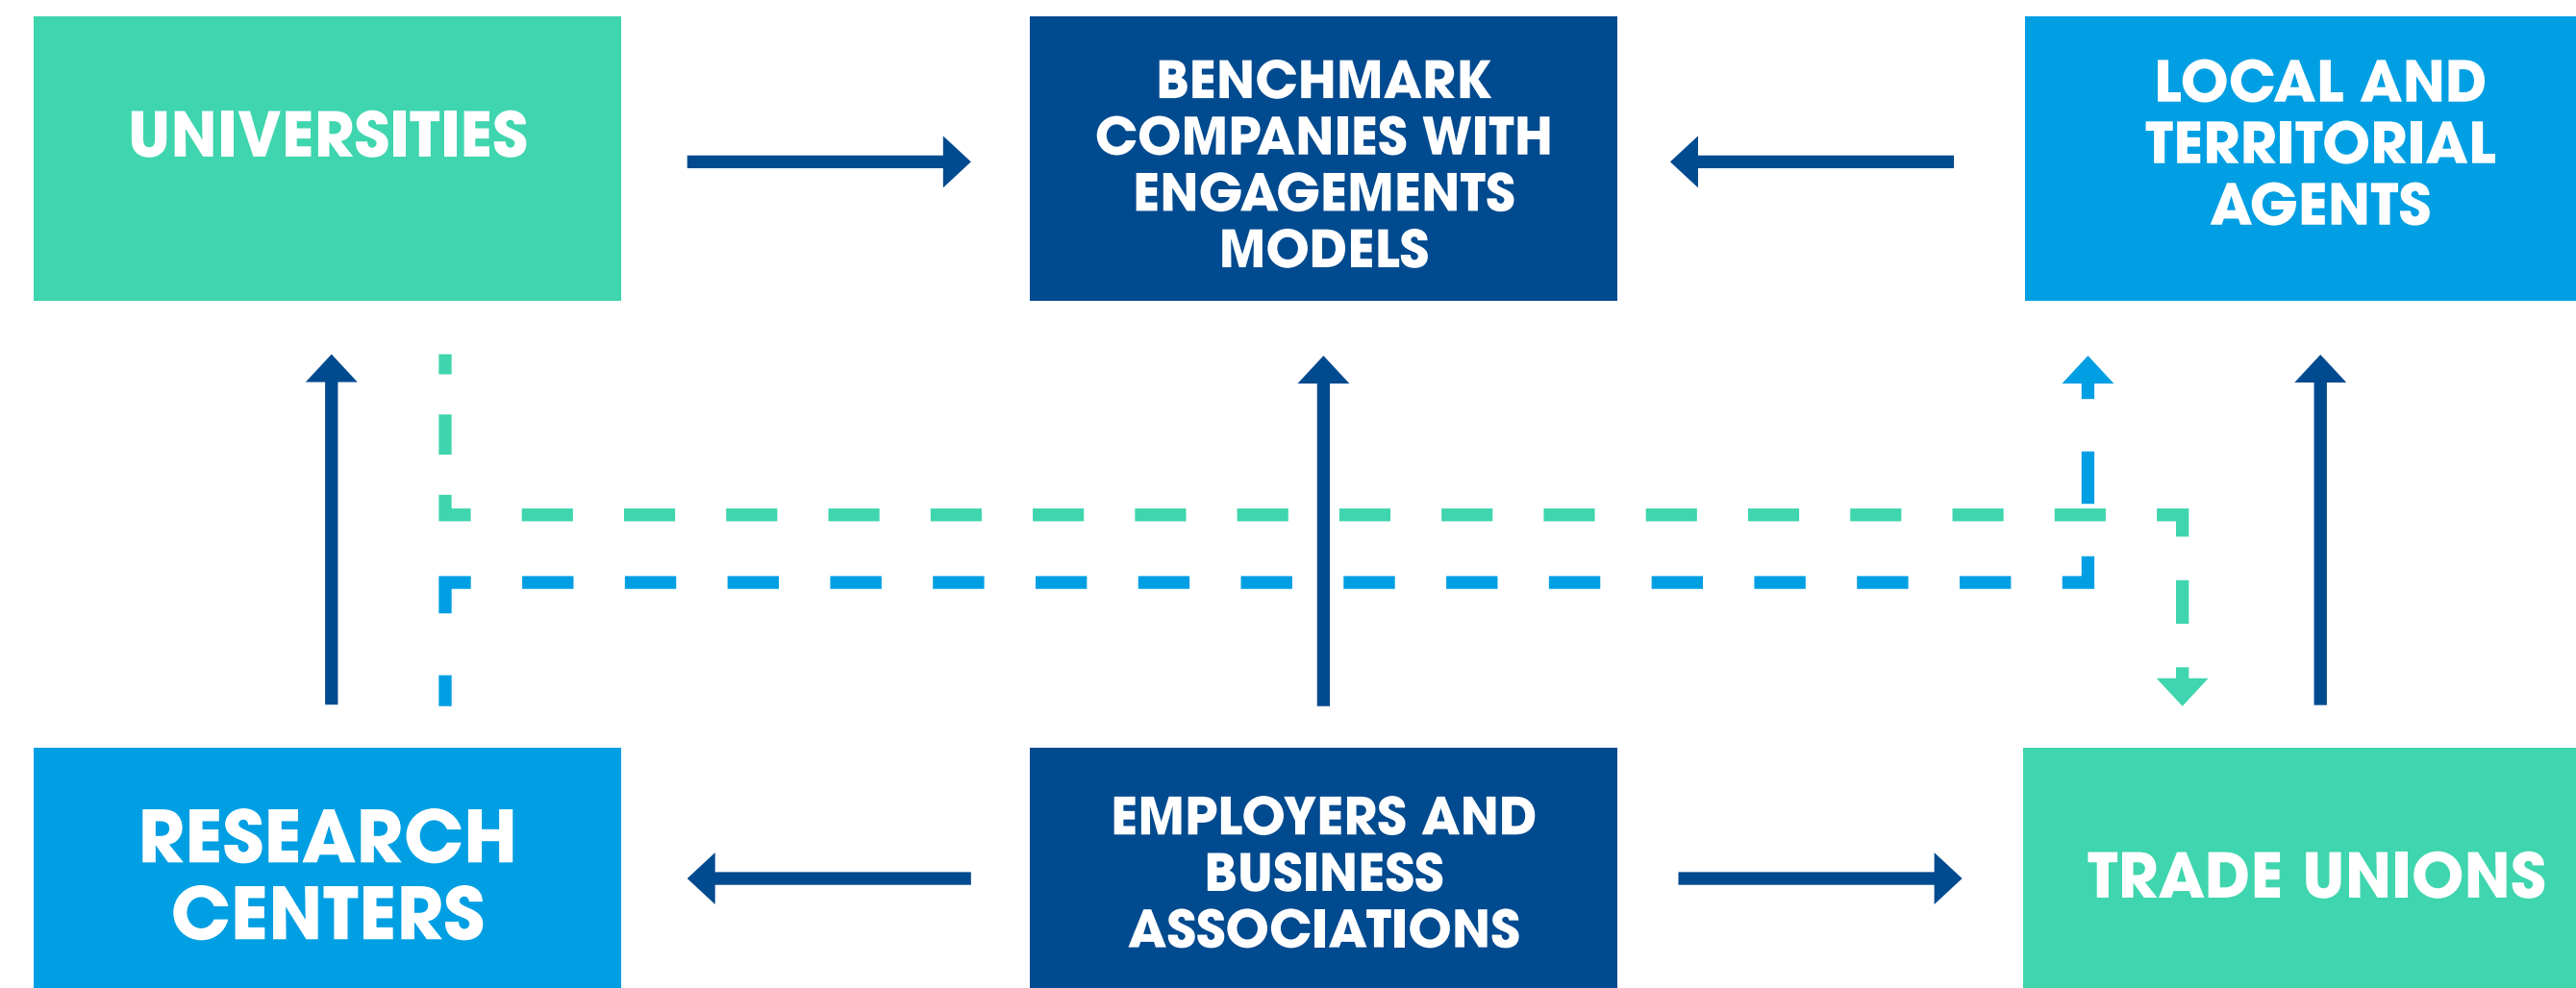 UNIVERSITIES
BENCHMARK
COMPANIES WITH
ENGAGEMENTS
MODELS
LOCAL AND
TERRITORIAL
AGENTS
RESEARCH
CENTERS
EMPLOYERS AND
BUSINESS
ASSOCIATIONS
TRADE UNIONS